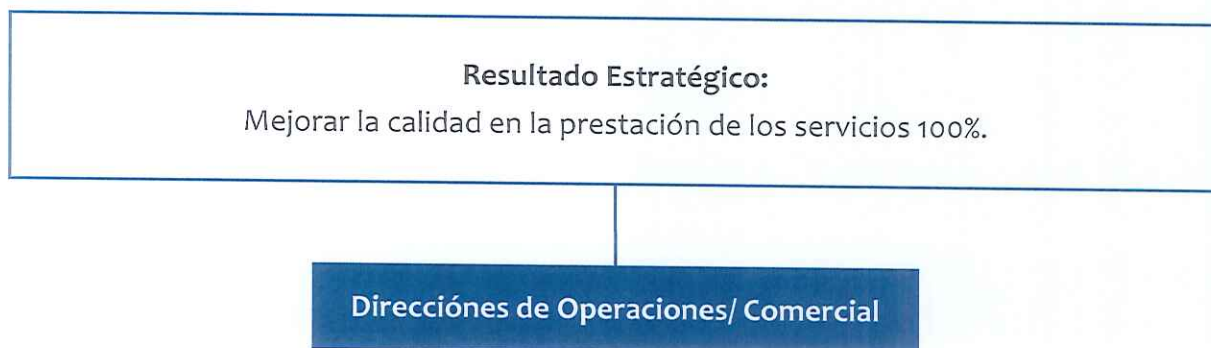 Resultado Estratégico:
Mejorar la calidad en la prestación de los servicios 100%.
Direcciónes de Operaciones/ Comercial